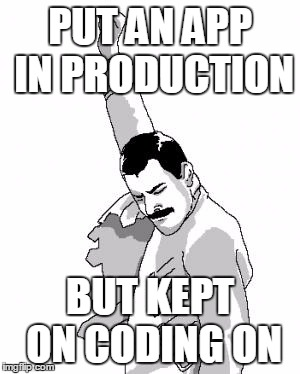 PUT AN APP
IN PRODUCTION
BUT KEPT
ON CODING ON
imgflip.com